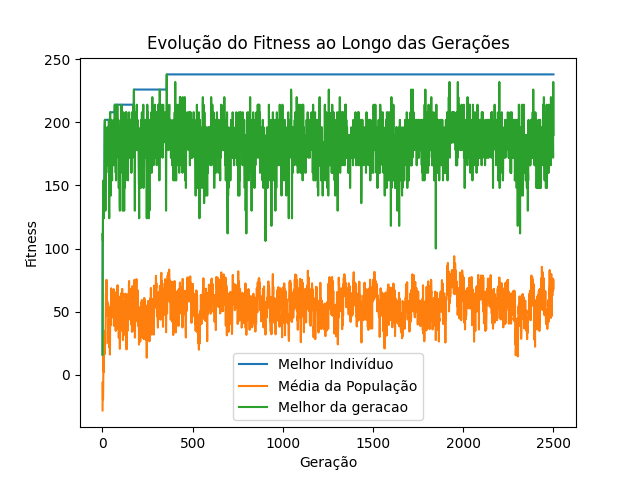 Evolução do Fitness ao Longo das Gerações
250
200
150
100
50
0
Fitness
0 500 1000 1500 2000 2500
Geração
Melhor Indivíduo
Média da População
Melhor da geracao